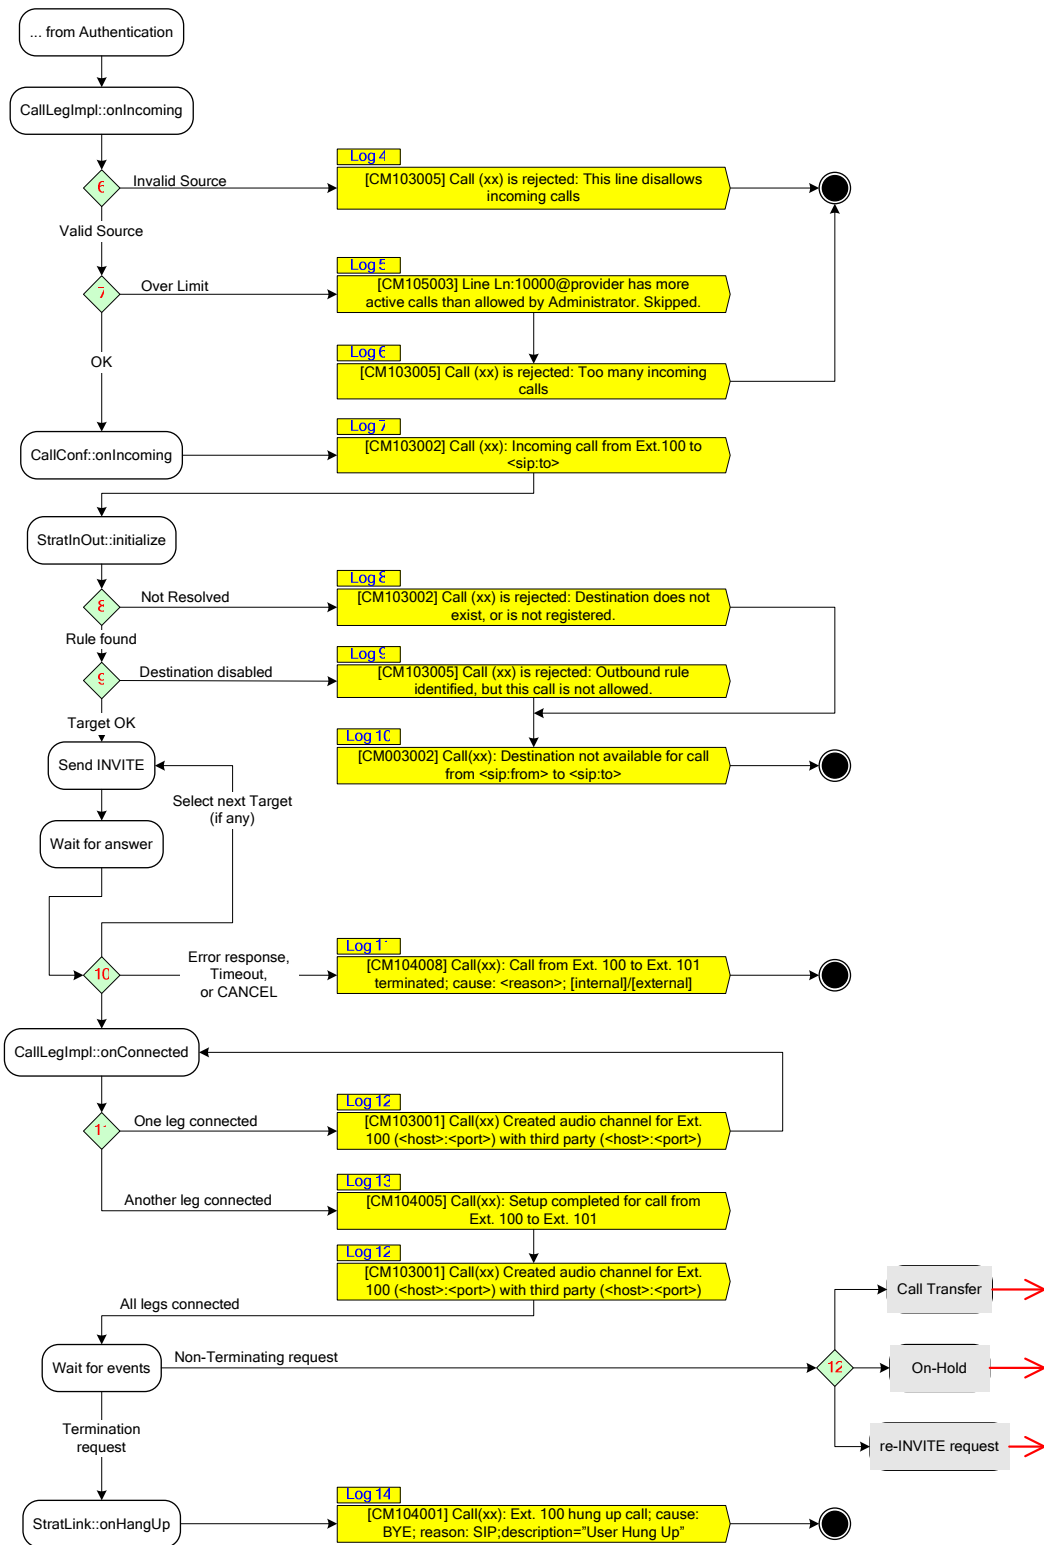 ... from Authentication
CallLegImpl::onIncoming
Log 4
6
Invalid Source
[CM103005] Call (xx) is rejected: This line disallows
incoming calls
Valid Source
Log 5
7
Over Limit
[CM105003] Line Ln:10000@provider has more
active calls than allowed by Administrator. Skipped.
OK
Log 6
[CM103005] Call (xx) is rejected: Too many incoming
calls
Log 7
CallConf::onIncoming
[CM103002] Call (xx): Incoming call from Ext.100 to
<sip:to>
StratInOut::initialize
Log 8
8
Not Resolved
[CM103002] Call (xx) is rejected: Destination does not
exist, or is not registered.
Rule found
Log 9
9
Destination disabled
[CM103005] Call (xx) is rejected: Outbound rule
identified, but this call is not allowed.
Target OK
Log 10
Send INVITE
[CM003002] Call(xx): Destination not available for call
from <sip:from> to <sip:to>
Select next Target
(if any)
Wait for answer
Log 11
10
Error response,
Timeout,
or CANCEL
[CM104008] Call(xx): Call from Ext. 100 to Ext. 101
terminated; cause: <reason>; [internal]/[external]
CallLegImpl::onConnected
Log 12
11
One leg connected
[CM103001] Call(xx) Created audio channel for Ext.
100 (<host>:<port>) with third party (<host>:<port>)
Log 13
Another leg connected
[CM104005] Call(xx): Setup completed for call from
Ext. 100 to Ext. 101
Log 12
[CM103001] Call(xx) Created audio channel for Ext.
100 (<host>:<port>) with third party (<host>:<port>)
All legs connected
Call Transfer
Wait for events
Non-Terminating request
12
On-Hold
Termination
request
re-INVITE request
Log 14
StratLink::onHangUp
[CM104001] Call(xx): Ext. 100 hung up call; cause:
BYE; reason: SIP;description=”User Hung Up”